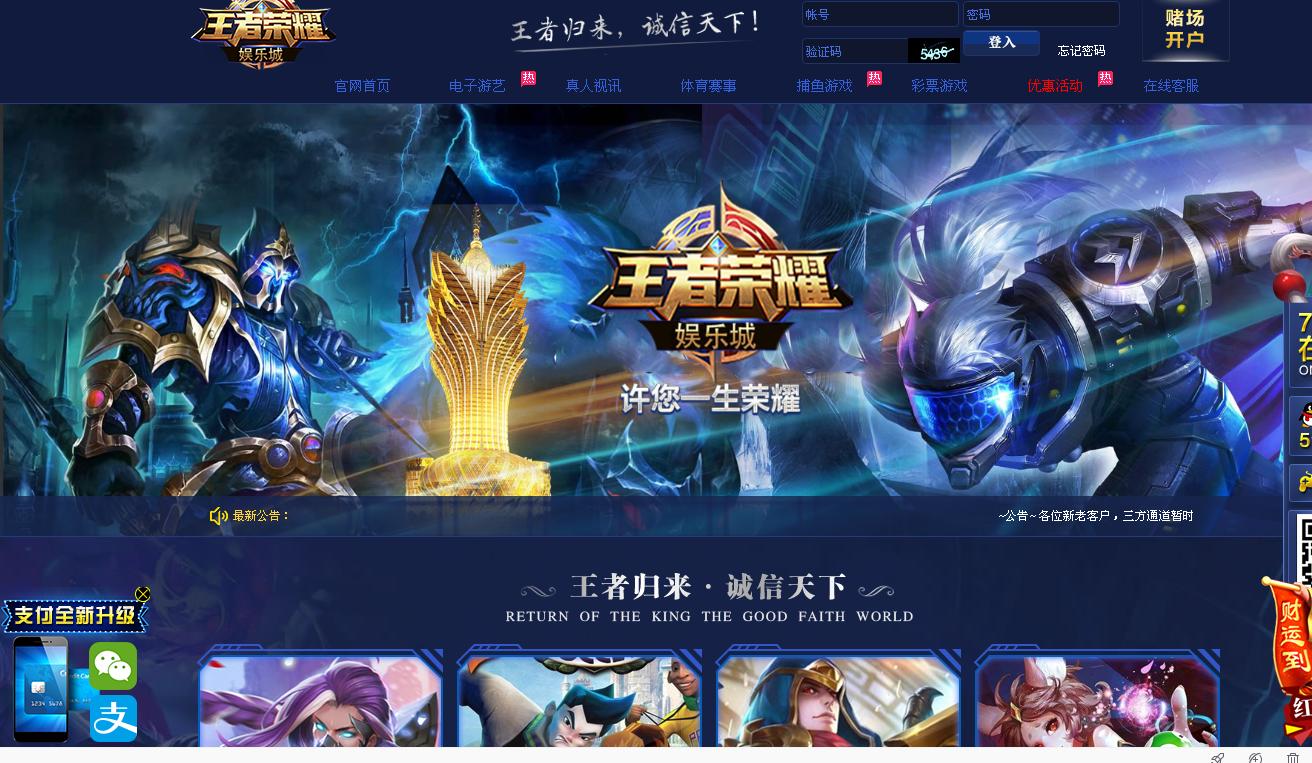 王者荣耀
娱乐城
王者归来，诚信天下！
帐号
密码
登入
验证码
5436
忘记密码
赌场
开户
官网首页
电子游艺
热
真人视讯
体育赛事
捕鱼游戏
热
彩票游戏
优惠活动
热
在线客服
王者荣耀
娱乐城
许您一生荣耀
7
在
5
最新公告：
~公告~各位新老客户，三方通道暂时
王者归来·诚信天下
RETURN OF THE KING THE GOOD FAITH WORLD
支付全新升级
1234 5678
支
财运到
红